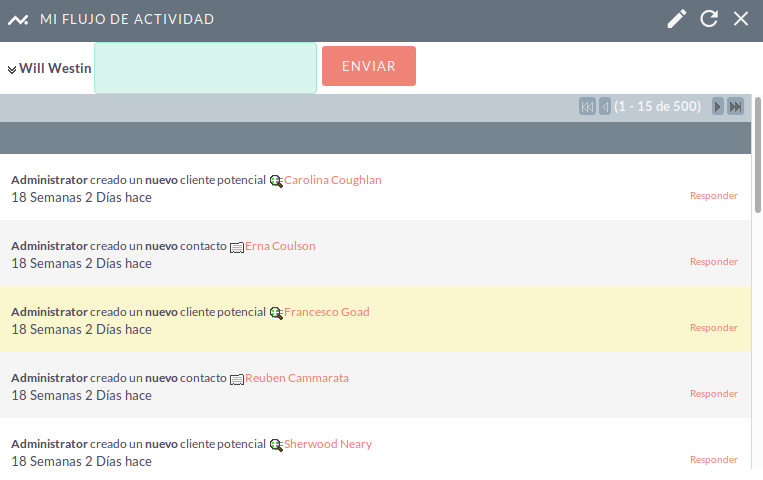 MI FLUJO DE ACTIVIDAD
Will Westin ENVIAR
(1 - 15 de 500)
Administrator creado un nuevo cliente potencial Carolina Coughlan
18 Semanas 2 Días hace Responder
Administrator creado un nuevo contacto Erna Coulson
18 Semanas 2 Días hace Responder
Administrator creado un nuevo cliente potencial Francesco Goad
18 Semanas 2 Días hace Responder
Administrator creado un nuevo contacto Reuben Cammarata
18 Semanas 2 Días hace Responder
Administrator creado un nuevo cliente potencial Sherwood Neary
18 Semanas 2 Días hace Responder